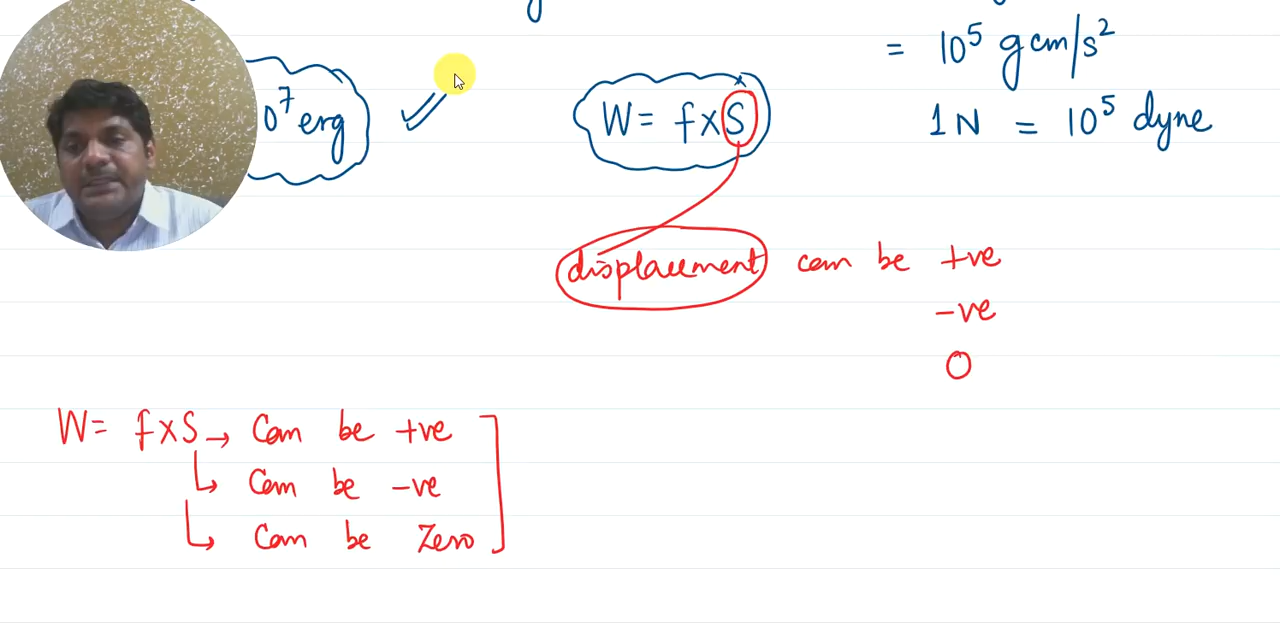 = 10⁵ g cm/s²
0⁷ erg
W = f x S
1 N = 10⁵ dyne
displacement can be +ve
-ve
0
W = f x S → Can be +ve
Can be -ve
Can be Zero